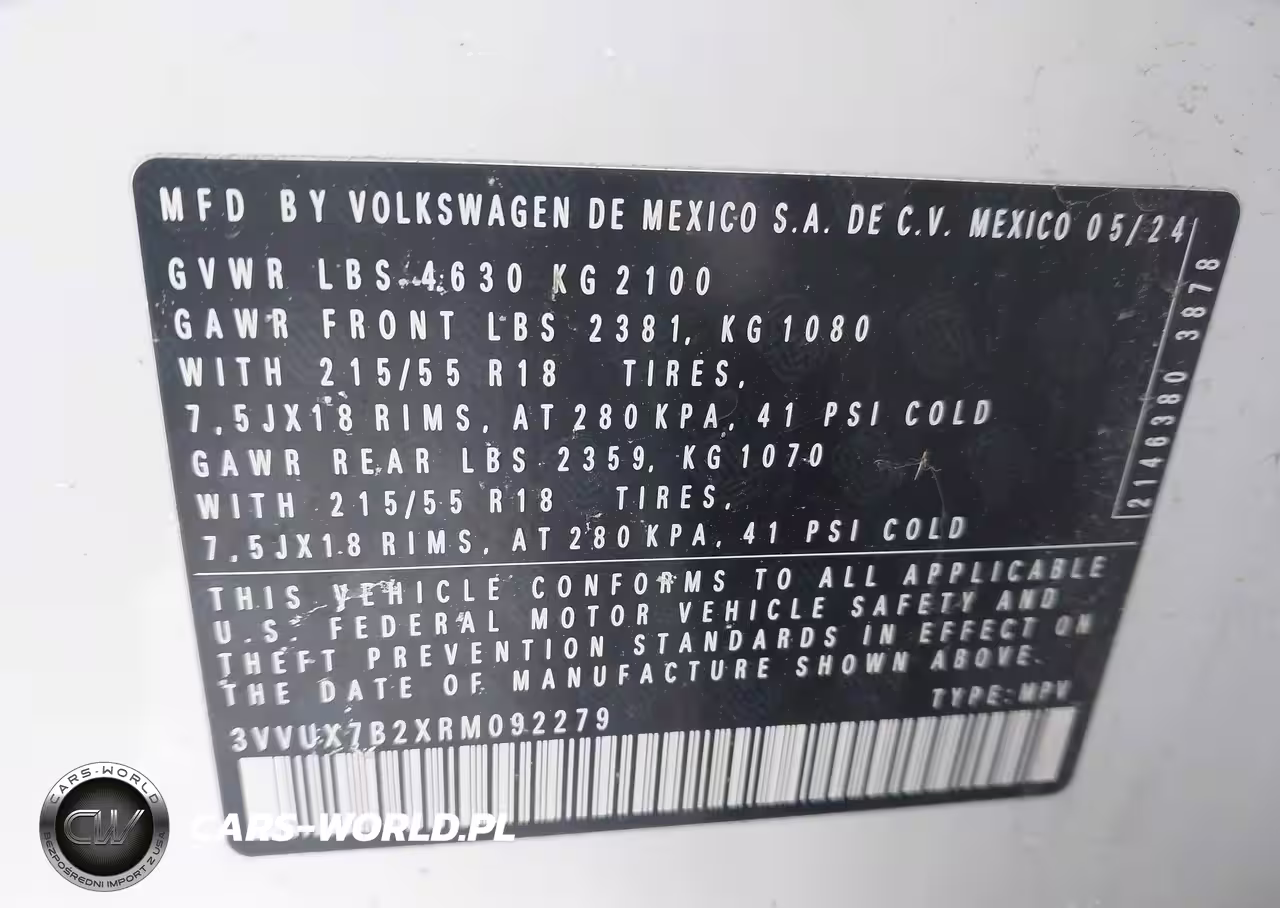 MFD BY VOLKSWAGEN DE MEXICO S.A. DE C.V. MEXICO 05/24
GVWR LBS 4630 KG 2100
GAWR FRONT LBS 2381, KG 1080
WITH 215/55 R18 TIRES,
7,5JX18 RIMS, AT 280 KPA, 41 PSI COLD
GAWR REAR LBS 2359, KG 1070
WITH 215/55 R18 TIRES,
7,5JX18 RIMS, AT 280 KPA, 41 PSI COLD
2146380 3878
THIS VEHICLE CONFORMS TO ALL APPLICABLE
U.S. FEDERAL MOTOR VEHICLE SAFETY AND
THEFT PREVENTION STANDARDS IN EFFECT ON
THE DATE OF MANUFACTURE SHOWN ABOVE.
TYPE:MPV
3VVUX7B2XRM092279
CARS-WORLD
CW
BEZPOŚREDNI IMPORT Z USA
CARS-WORLD.PL